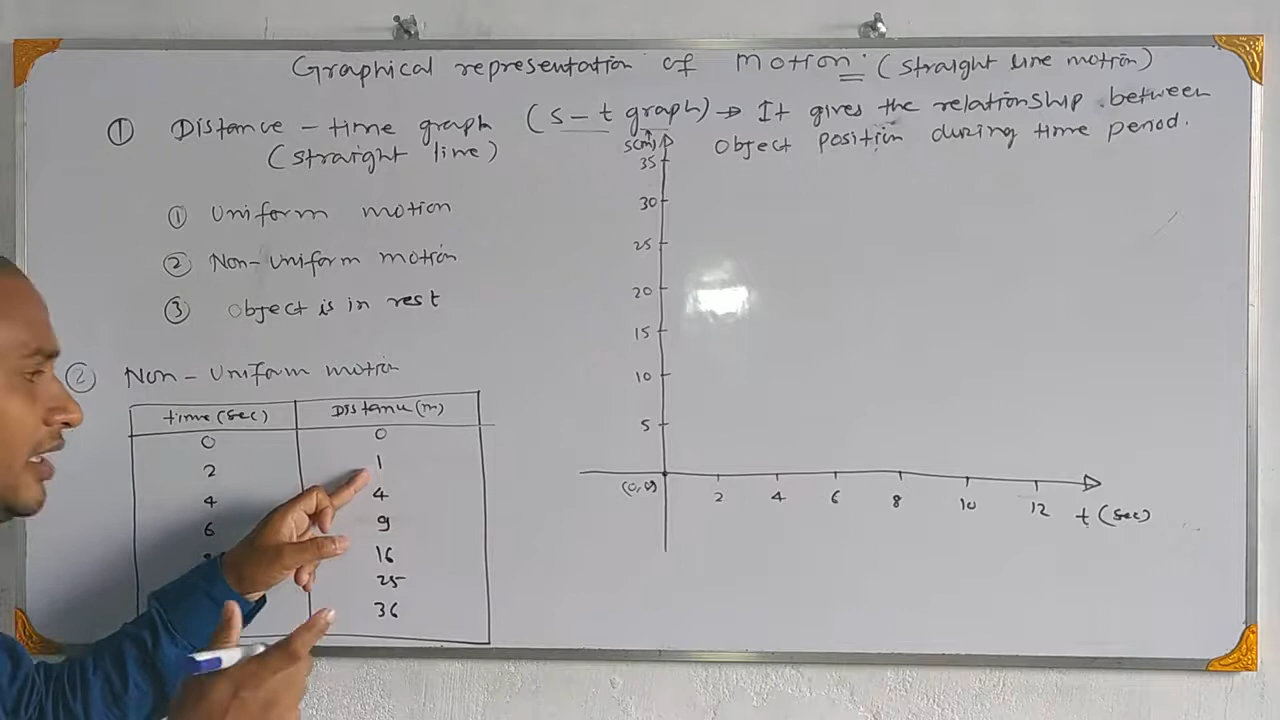 Graphical representation of motion: (straight line motion)
① Distance - time graph (s - t graph) → It gives the relationship between
(straight line)
object position during time period.
① Uniform motion
② Non-Uniform motion
③ Object is in rest
② Non-Uniform motion
time(sec) Distance(m)
0 0
2 1
4 4
6 9
16
25
36
s(m)
35
30
25
20
15
10
5
(0,0) 2 4 6 8 10 12 t (sec)